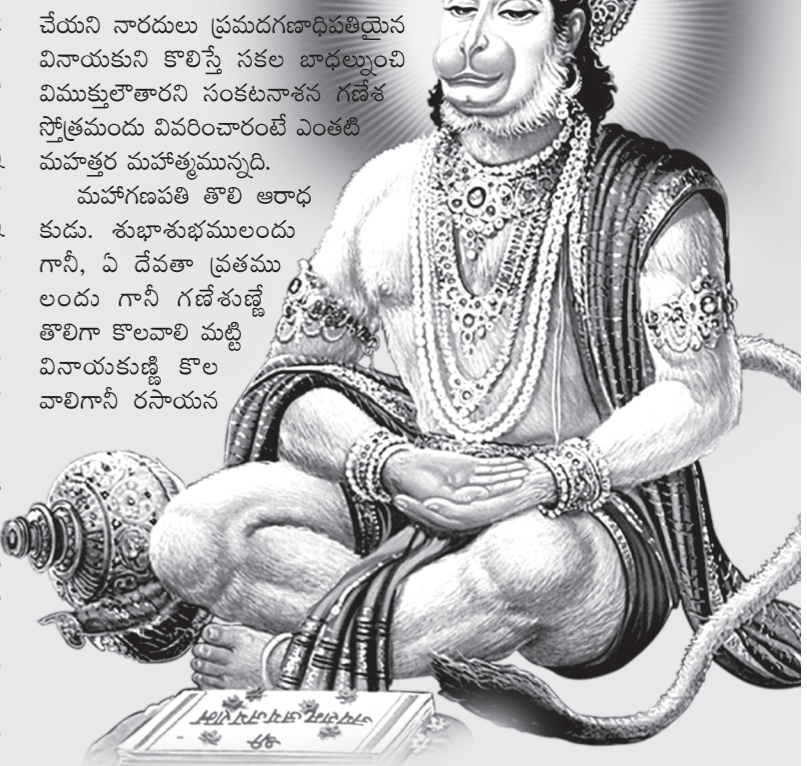 చేయని నారదులు ప్రమదగణాధిపతియైన
వినాయకుని కొలిస్తే సకల బాధల్నుంచి
విముక్తులౌతారని సంకటనాశన గణేశ
స్తోత్రమందు వివరించారంటే ఎంతటి
మహత్తర మహాత్మమున్నది.
మహాగణపతి తొలి ఆరాధ
కుడు. శుభాశుభములందు
గానీ, ఏ దేవతా వ్రతము
లందు గానీ గణేశుణ్ణే
తొలిగా కొలవాలి మట్టి
వినాయకుణ్ణి కొల
వాలిగానీ రసాయన